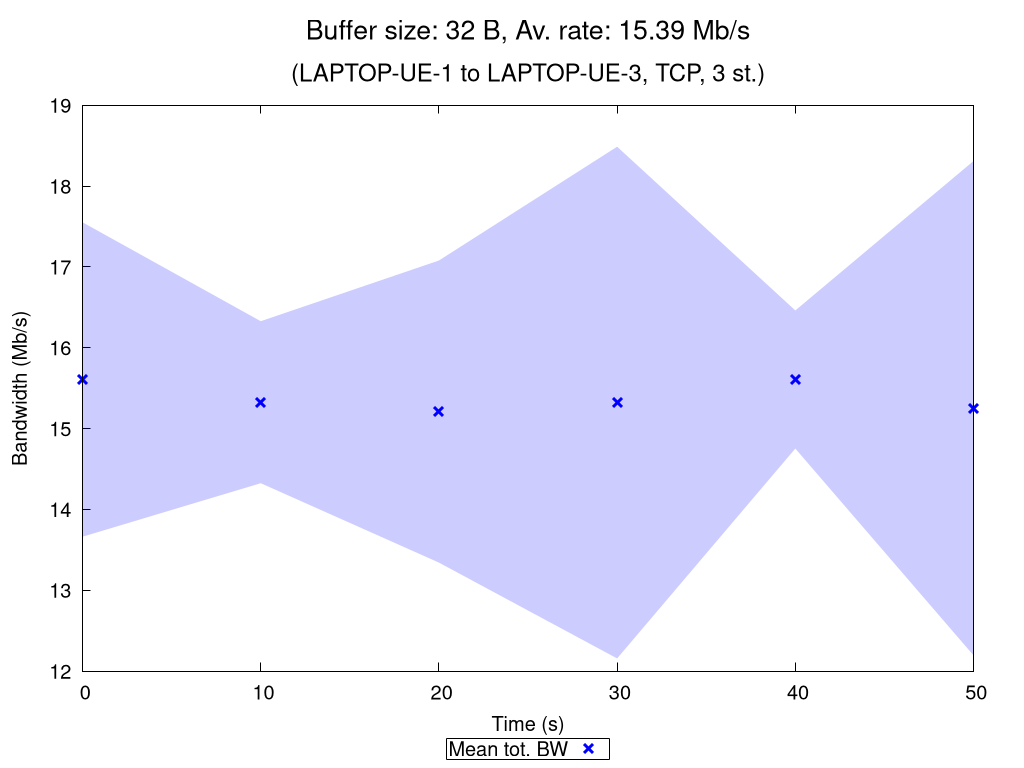 Buffer size: 32 B, Av. rate: 15.39 Mb/s
(LAPTOP-UE-1 to LAPTOP-UE-3, TCP, 3 st.)
19
18
17
16
15
14
13
12
Bandwidth (Mb/s)
0 10 20 30 40 50
Time (s)
Mean tot. BW